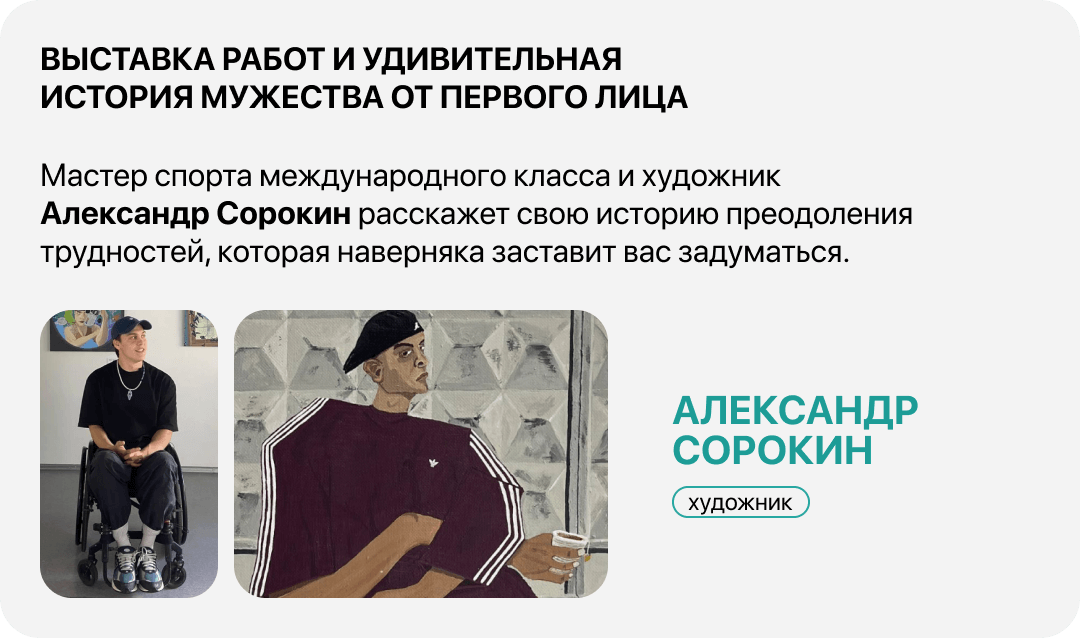 ВЫСТАВКА РАБОТ И УДИВИТЕЛЬНАЯ
ИСТОРИЯ МУЖЕСТВА ОТ ПЕРВОГО ЛИЦА
Мастер спорта международного класса и художник
Александр Сорокин расскажет свою историю преодоления
трудностей, которая наверняка заставит вас задуматься.
АЛЕКСАНДР
СОРОКИН
художник